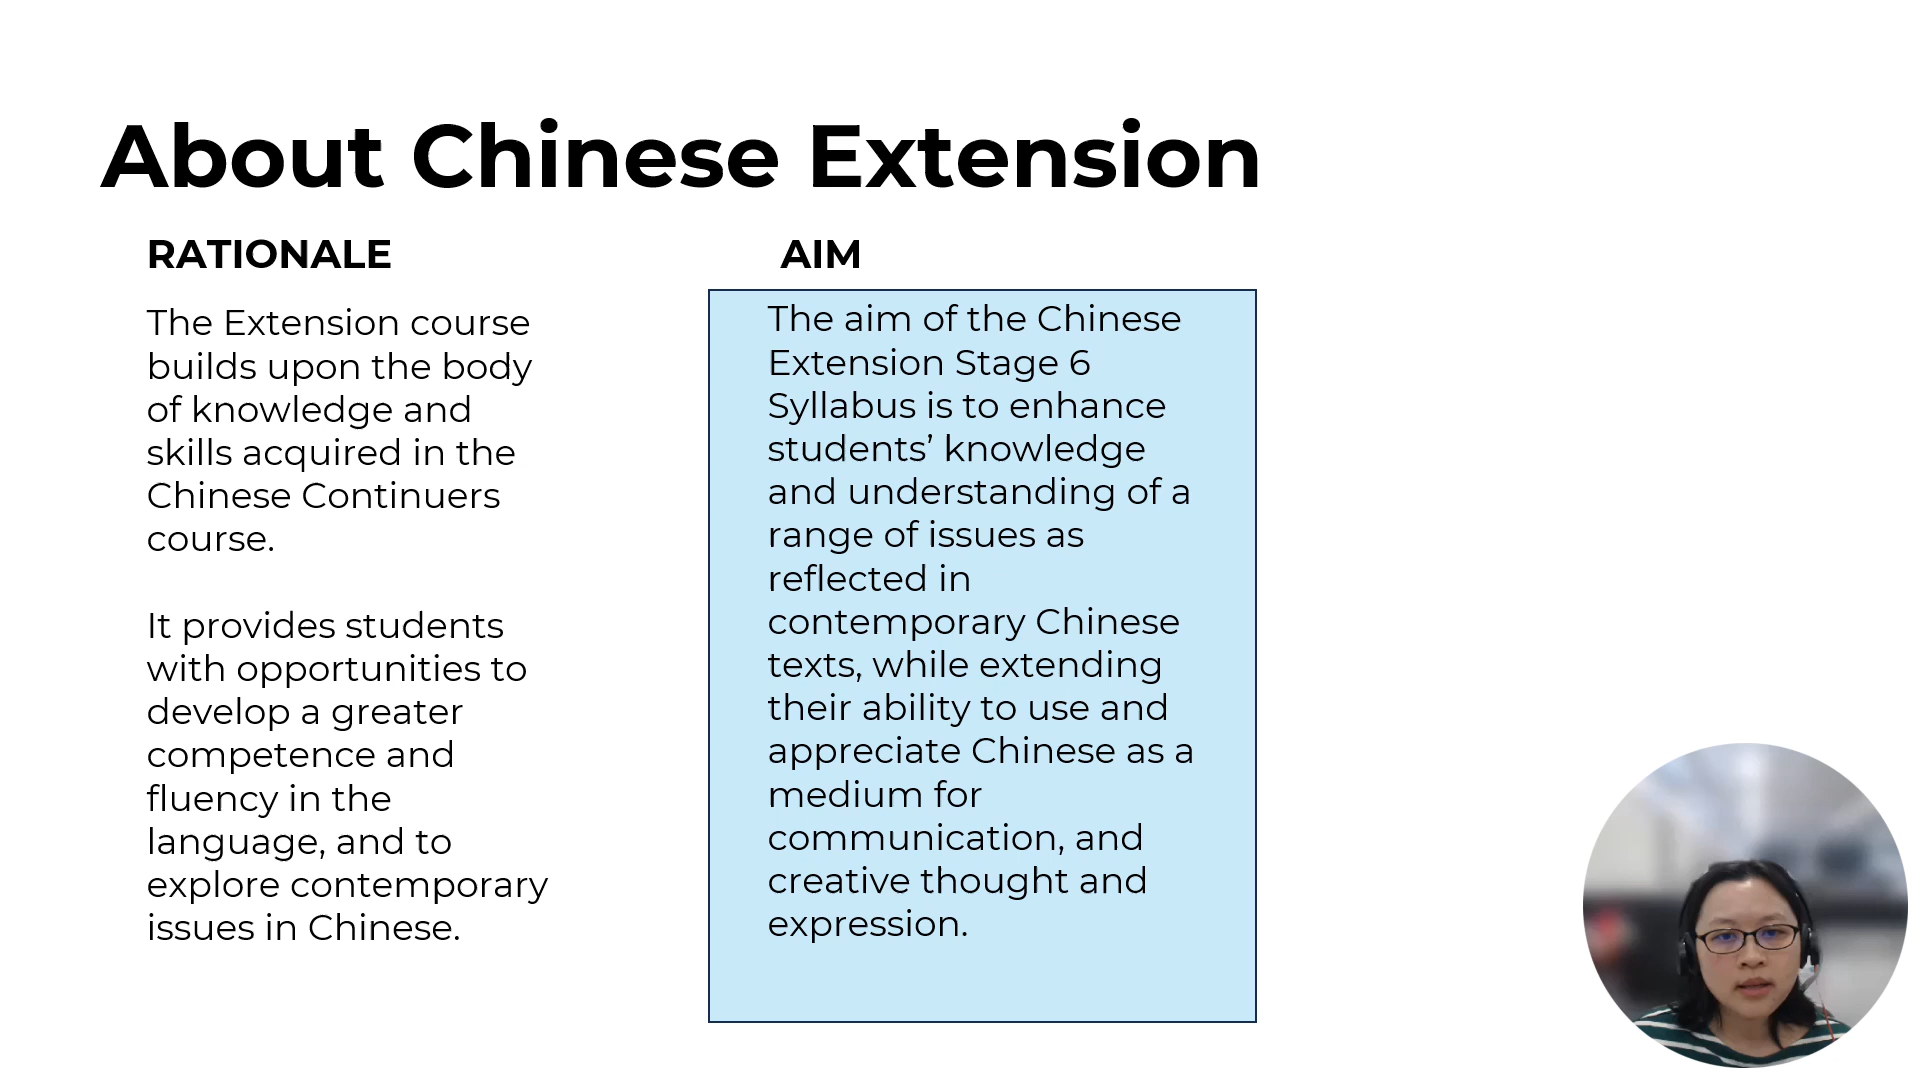 About Chinese Extension
RATIONALE
The Extension course
builds upon the body
of knowledge and
skills acquired in the
Chinese Continuers
course.
It provides students
with opportunities to
develop a greater
competence and
fluency in the
language, and to
explore contemporary
issues in Chinese.
AIM
The aim of the Chinese
Extension Stage 6
Syllabus is to enhance
students’ knowledge
and understanding of a
range of issues as
reflected in
contemporary Chinese
texts, while extending
their ability to use and
appreciate Chinese as a
medium for
communication, and
creative thought and
expression.